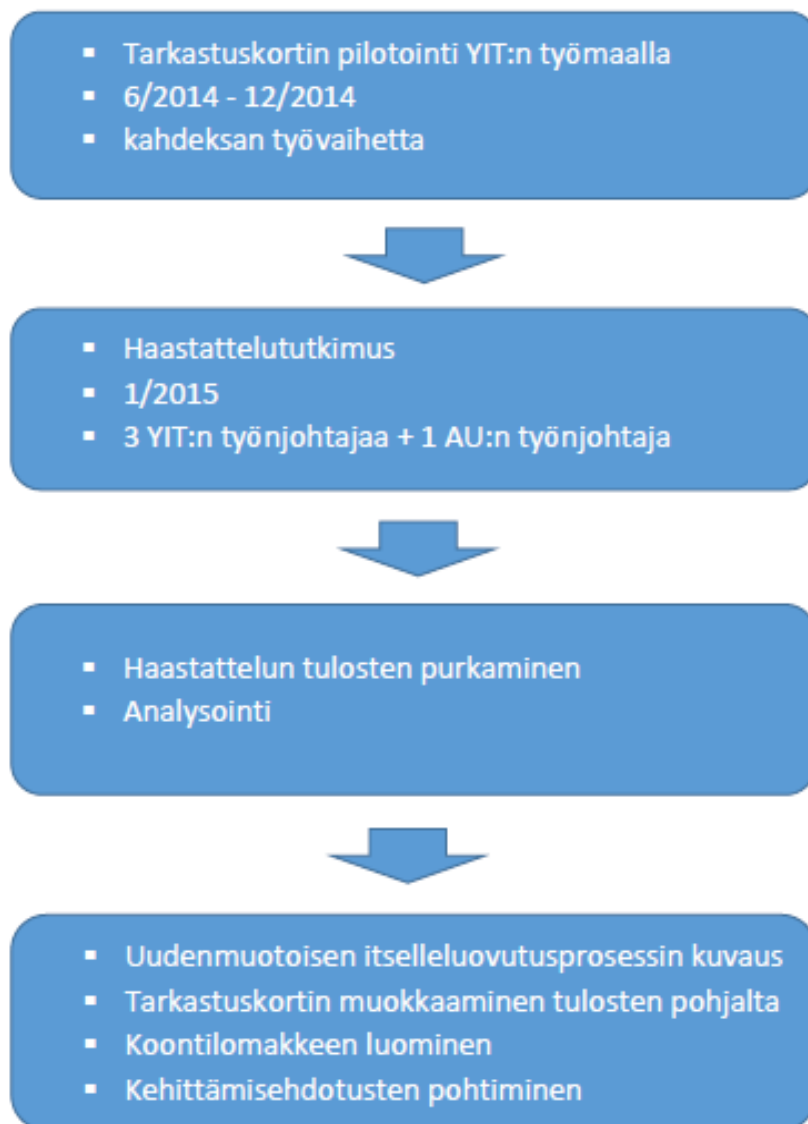 ▪ Tarkastuskortin pilotointi YIT:n työmaalla
▪ 6/2014 - 12/2014
▪ kahdeksan työvaihetta
▪ Haastattelututkimus
▪ 1/2015
▪ 3 YIT:n työnjohtajaa + 1 AU:n työnjohtaja
▪ Haastattelun tulosten purkaminen
▪ Analysointi
▪ Uudenmuotoisen itselleluovutusprosessin kuvaus
▪ Tarkastuskortin muokkaaminen tulosten pohjalta
▪ Koontilomakkeen luominen
▪ Kehittämisehdotusten pohtiminen